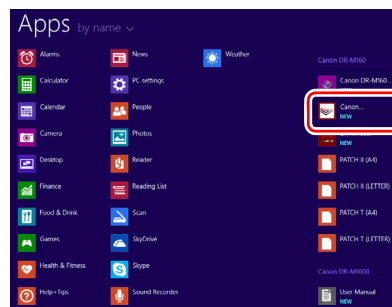 Apps by name
Alarms
Calculator
Calendar
Camera
Desktop
Finance
Food & Drink
Games
Health & Fitness
Help+Tips
News
PC settings
People
Photos
Reader
Reading List
Scan
SkyDrive
Skype
Sound Recorder
Weather
Canon DR-M160
Canon DR-M160...
NEW
Canon...
NEW
NEW
PATCH II (A4)
PATCH II (LETTER)
PATCH T (A4)
PATCH T (LETTER)
Canon DR-M160II
User Manual
NEW